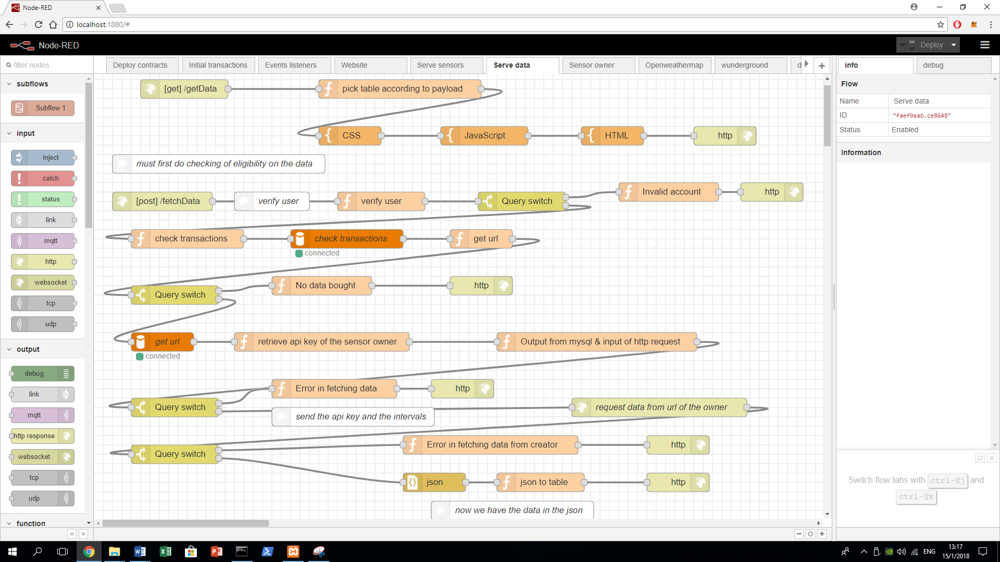 Node-RED
localhost:1880/#
Node-RED
Deploy
filter nodes
Deploy contracts
Initial transactions
Events listeners
Website
Serve sensors
Serve data
Sensor owner
Openweathermap
wunderground
d
info
debug
subflows
Subflow 1
input
inject
catch
status
link
mqtt
http
websocket
tcp
udp
output
debug
link
mqtt
http response
websocket
tcp
udp
function
[get] /getData
pick table according to payload
CSS
JavaScript
HTML
http
must first do checking of eligibility on the data
[post] /fetchData
verify user
verify user
Query switch
Invalid account
http
check transactions
check transactions
connected
get url
Query switch
No data bought
http
get url
connected
retrieve api key of the sensor owner
Output from mysql & input of http request
Error in fetching data
http
Query switch
send the api key and the intervals
request data from url of the owner
Query switch
Error in fetching data from creator
http
json
json to table
http
now we have the data in the json
Flow
Name Serve data
ID "faef9aab.ce8648"
Status Enabled
Information
Switch flow tabs with ctrl-⇧j and
ctrl-⇧k
ENG
13:17
15/1/2018